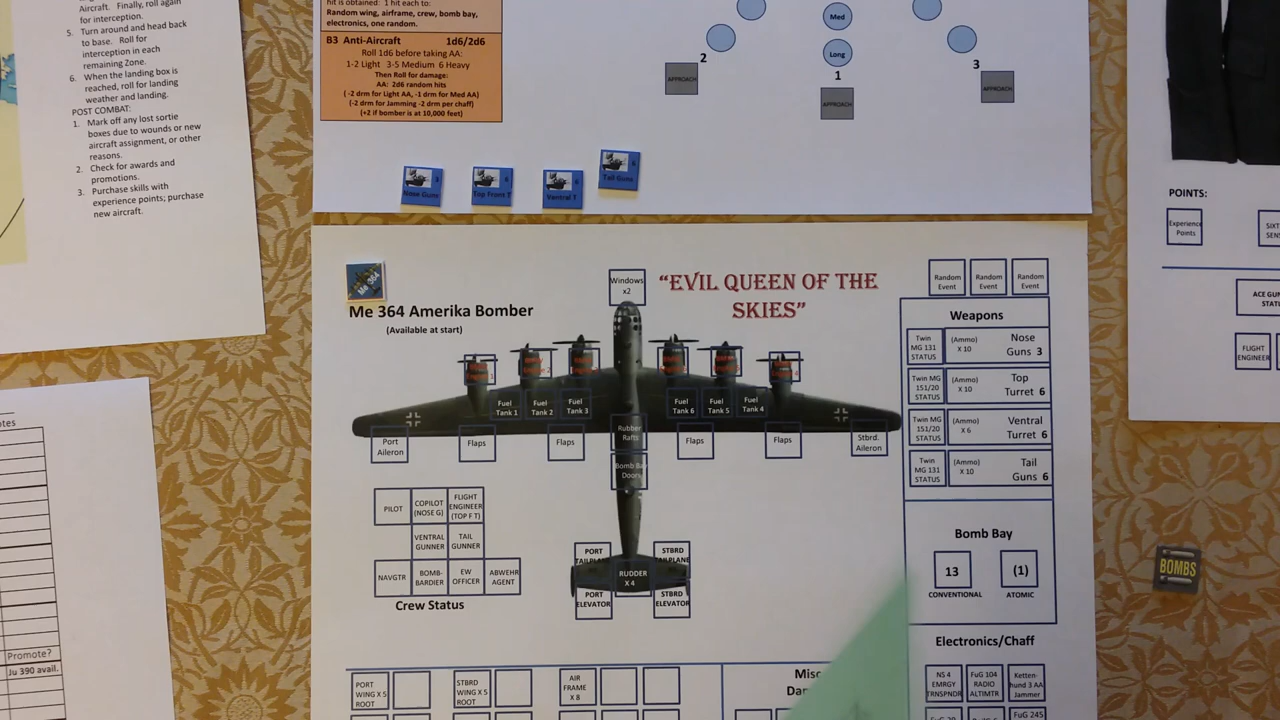 Aircraft. Finally, roll again
for interception.
5. Turn around and head back
to base. Roll for
interception in each
remaining Zone.
6. When the landing box is
reached, roll for landing
weather and landing.
POST COMBAT:
1. Mark off any lost sortie
boxes due to wounds or new
aircraft assignment, or other
reasons.
2. Check for awards and
promotions.
3. Purchase skills with
experience points; purchase
new aircraft.
hit is obtained: 1 hit each to:
Random wing, airframe, crew, bomb bay,
electronics, one random.
B3 Anti-Aircraft 1d6/2d6
Roll 1d6 before taking AA:
1-2 Light 3-5 Medium 6 Heavy
Then Roll for damage:
AA: 2d6 random hits
( -2 drm for Light AA, -1 drm for Med AA)
(-2 drm for Jamming -2 drm per chaff)
(+2 if bomber is at 10,000 feet)
Med
Long
2
1
3
APPROACH
APPROACH
APPROACH
Nose Guns
Top Front T
Ventral T
Tail Guns
6
POINTS:
Experience
Points
SIXT
SEN
ACE GUN
STATU
FLIGHT
ENGINEER
Me 364
Me 364 Amerika Bomber
(Available at start)
Windows
x2
"EVIL QUEEN OF THE
SKIES"
Random
Event
Random
Event
Random
Event
Weapons
Twin
MG 131
STATUS
(Ammo)
X 10
Nose
Guns 3
Twin MG
151/20
STATUS
(Ammo)
X 10
Top
Turret 6
Twin MG
151/20
STATUS
(Ammo)
X 6
Ventral
Turret 6
Twin
MG 131
STATUS
(Ammo)
X 10
Tail
Guns 6
Fuel
Tank 1
Fuel
Tank 2
Fuel
Tank 3
Fuel
Tank 6
Fuel
Tank 5
Fuel
Tank 4
Port
Aileron
Flaps
Flaps
Rubber
Rafts
Flaps
Flaps
Stbrd.
Aileron
Bomb Bay
Doors
PILOT
COPILOT
(NOSE G)
FLIGHT
ENGINEER
(TOP F T)
VENTRAL
GUNNER
TAIL
GUNNER
NAVGTR
BOMB-
BARDIER
EW
OFFICER
ABWEHR
AGENT
Crew Status
PORT
TAILPLANE
STBRD
TAILPLANE
RUDDER
X 4
PORT
ELEVATOR
STBRD
ELEVATOR
Bomb Bay
13
(1)
CONVENTIONAL
ATOMIC
BOMBS
Electronics/Chaff
NS 4
EMRGY
TRNSPNDR
FuG 104
RADIO
ALTIMTR
Ketten-
hund 3 AA
Jammer
FuG 245
PORT
WING X 5
ROOT
STBRD
WING X 5
ROOT
AIR
FRAME
X 8
Misc
Dam
otes
Promote?
Ju 390 avail.